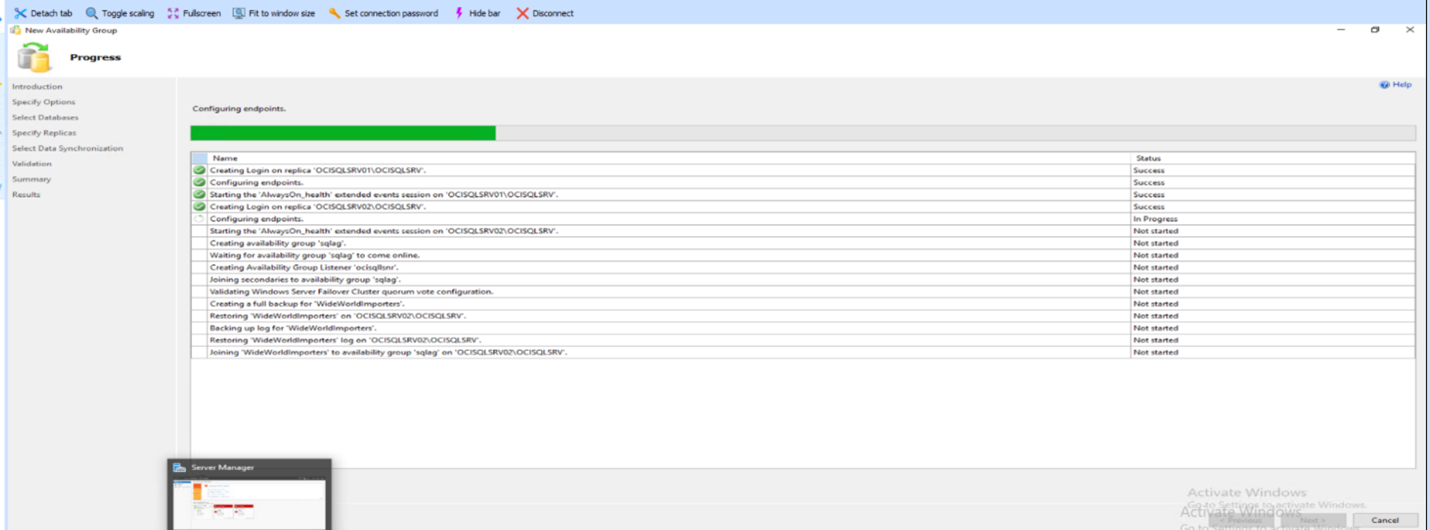 Detach tab Toggle scaling Fullscreen Fit to window size Set connection password Hide bar Disconnect
New Availability Group
Progress
Introduction
Specify Options
Select Databases
Specify Replicas
Select Data Synchronization
Validation
Summary
Results
Help
Configuring endpoints.
Name Status
Creating Login on replica 'OCISQLSRV01\OCISQLSRV'. Success
Configuring endpoints. Success
Starting the 'AlwaysOn_health' extended events session on 'OCISQLSRV01\OCISQLSRV'. Success
Creating Login on replica 'OCISQLSRV02\OCISQLSRV'. Success
Configuring endpoints. In Progress
Starting the 'AlwaysOn_health' extended events session on 'OCISQLSRV02\OCISQLSRV'. Not started
Creating availability group 'sqlag'. Not started
Waiting for availability group 'sqlag' to come online. Not started
Creating Availability Group Listener 'ocisqllsnr'. Not started
Joining secondaries to availability group 'sqlag'. Not started
Validating Windows Server Failover Cluster quorum vote configuration. Not started
Creating a full backup for 'WideWorldImporters'. Not started
Restoring 'WideWorldImporters' on 'OCISQLSRV02\OCISQLSRV'. Not started
Backing up log for 'WideWorldImporters'. Not started
Restoring 'WideWorldImporters' log on 'OCISQLSRV02\OCISQLSRV'. Not started
Joining 'WideWorldImporters' to availability group 'sqlag' on 'OCISQLSRV02\OCISQLSRV'. Not started
Server Manager
Activate Windows
Go to Settings to activate Windows.
Activate Windows
< Previous Next > Cancel
Go to Settings to activate Windows